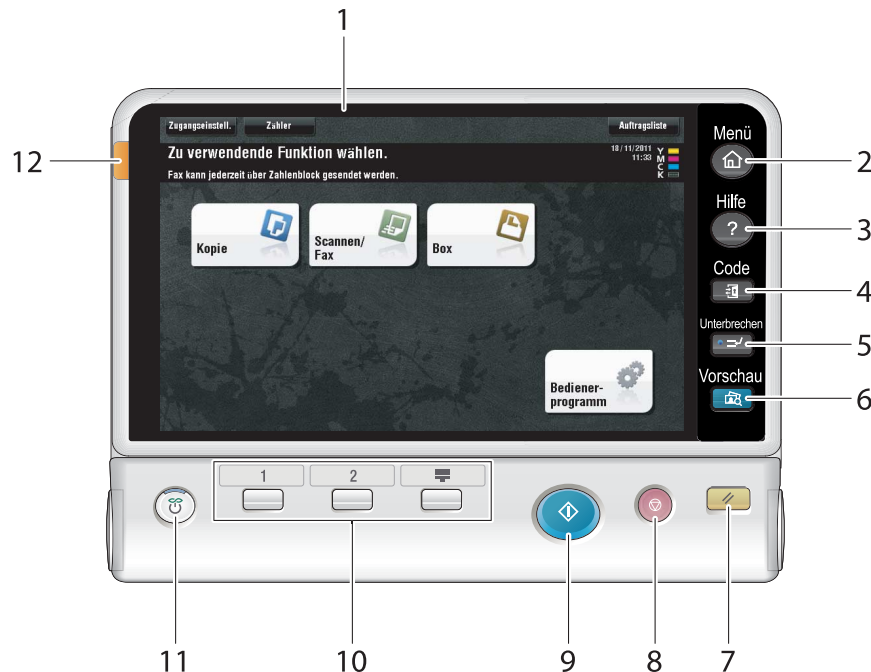 1
Zugangseinstell. Zähler Auftragsliste
Zu verwendende Funktion wählen.
18/11/2011
11:33
Fax kann jederzeit über Zahlenblock gesendet werden.
Y
M
C
K
Kopie
Scannen/
Fax
Box
Bediener-
programm
Menü
2
Hilfe
?
3
Code
4
Unterbrechen
5
Vorschau
6
12
1 2
11 10 9 8 7